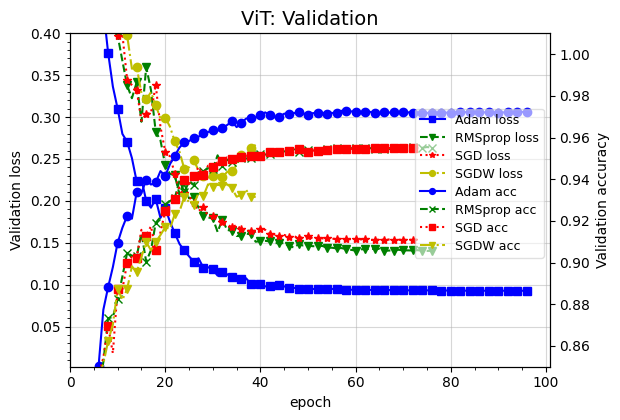 ViT: Validation
0.40
0.35
0.30
0.25
0.20
0.15
0.10
0.05
Validation loss
0
20
40
60
80
100
epoch
1.00
0.98
0.96
0.94
0.92
0.90
0.88
0.86
Validation accuracy
Adam loss
RMSprop loss
SGD loss
SGDW loss
Adam acc
RMSprop acc
SGD acc
SGDW acc